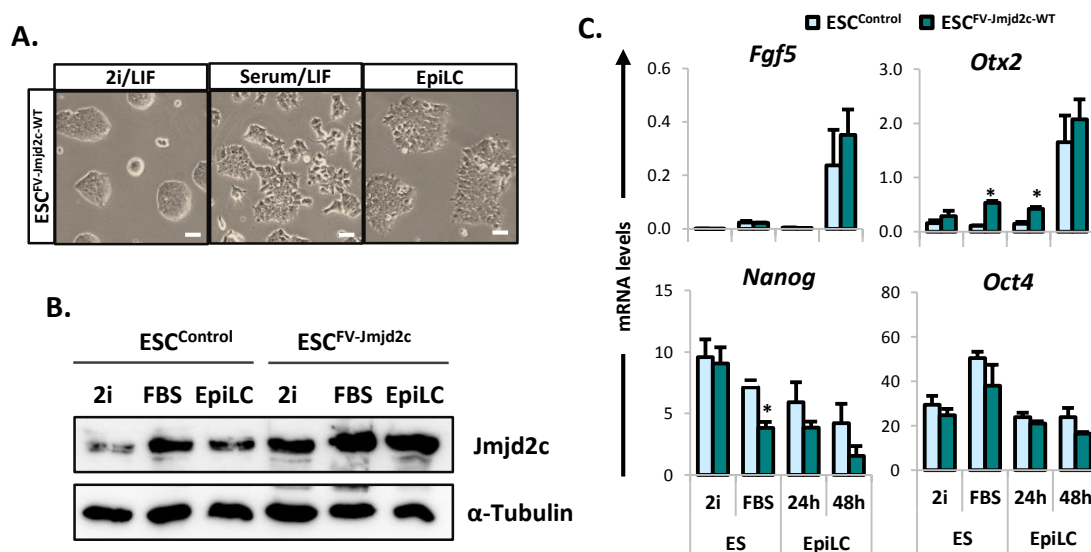 A.
2i/LIF Serum/LIF EpiLC
ESCFV-Jmjd2c-WT
B.
ESCControl ESCFV-Jmjd2c
2i FBS EpiLC 2i FBS EpiLC
Jmjd2c
α-Tubulin
C.
ESCControl ESCFV-Jmjd2c-WT
mRNA levels
Fgf5
0.6
0.4
0.2
0.0
Otx2
3.0
2.0
1.0
0.0
* *
Nanog
15
10
5
0
*
2i FBS 24h 48h
ES EpiLC
Oct4
80
60
40
20
0
2i FBS 24h 48h
ES EpiLC